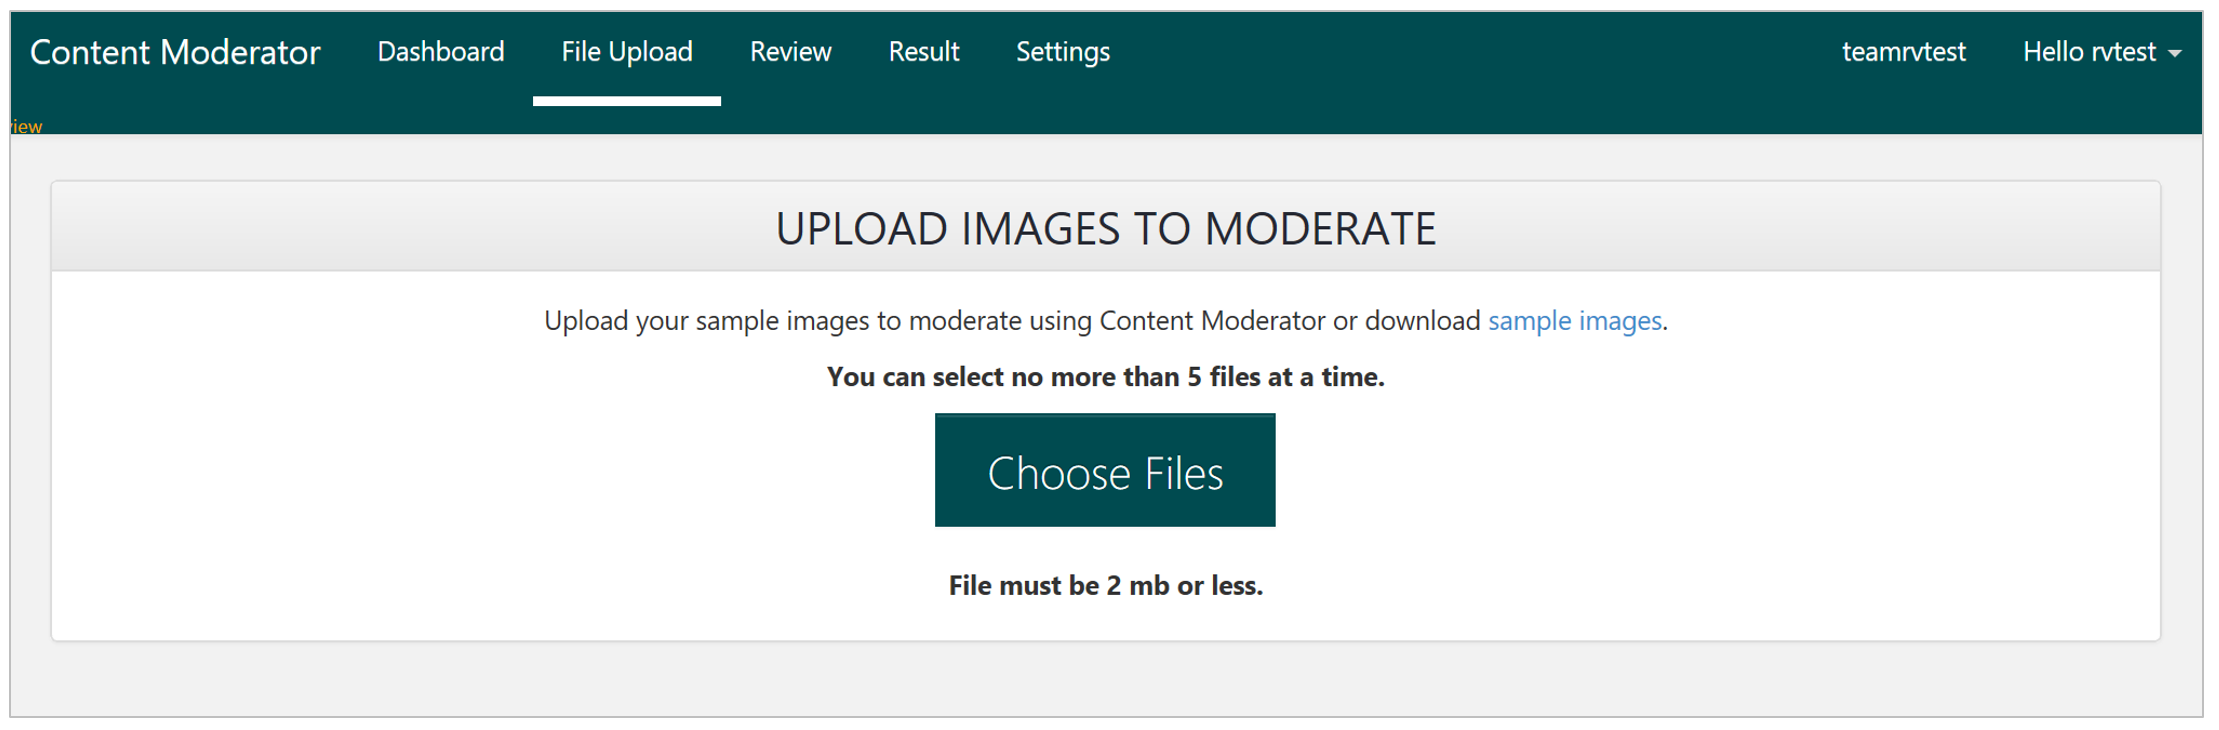 Content Moderator Dashboard File Upload Review Result Settings teamrvtest Hello rvtest
view
UPLOAD IMAGES TO MODERATE
Upload your sample images to moderate using Content Moderator or download sample images.
You can select no more than 5 files at a time.
Choose Files
File must be 2 mb or less.